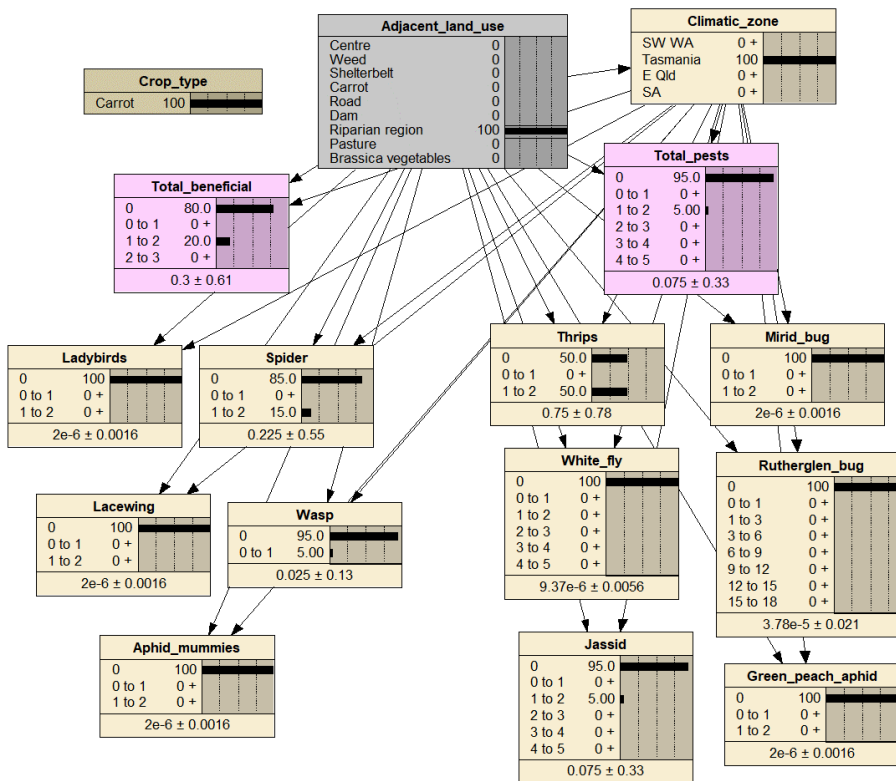 Adjacent_land_use
Centre 0
Weed 0
Shelterbelt 0
Carrot 0
Road 0
Dam 0
Riparian region 100
Pasture 0
Brassica vegetables 0
Climatic_zone
SW WA 0 +
Tasmania 100
E Qld 0 +
SA 0 +
Crop_type
Carrot 100
Total_beneficial
0 80.0
0 to 1 0 +
1 to 2 20.0
2 to 3 0 +
0.3 ± 0.61
Total_pests
0 95.0
0 to 1 0 +
1 to 2 5.00
2 to 3 0 +
3 to 4 0 +
4 to 5 0 +
0.075 ± 0.33
Ladybirds
0 100
0 to 1 0 +
1 to 2 0 +
2e-6 ± 0.0016
Spider
0 85.0
0 to 1 0 +
1 to 2 15.0
0.225 ± 0.55
Thrips
0 50.0
0 to 1 0 +
1 to 2 50.0
0.75 ± 0.78
Mirid_bug
0 100
0 to 1 0 +
1 to 2 0 +
2e-6 ± 0.0016
Lacewing
0 100
0 to 1 0 +
1 to 2 0 +
2e-6 ± 0.0016
Wasp
0 95.0
0 to 1 5.00
0.025 ± 0.13
White_fly
0 100
0 to 1 0 +
1 to 2 0 +
2 to 3 0 +
3 to 4 0 +
4 to 5 0 +
9.37e-6 ± 0.0056
Rutherglen_bug
0 100
0 to 1 0 +
1 to 3 0 +
3 to 6 0 +
6 to 9 0 +
9 to 12 0 +
12 to 15 0 +
15 to 18 0 +
3.78e-5 ± 0.021
Aphid_mummies
0 100
0 to 1 0 +
1 to 2 0 +
2e-6 ± 0.0016
Jassid
0 95.0
0 to 1 0 +
1 to 2 5.00
2 to 3 0 +
3 to 4 0 +
4 to 5 0 +
0.075 ± 0.33
Green_peach_aphid
0 100
0 to 1 0 +
1 to 2 0 +
2e-6 ± 0.0016